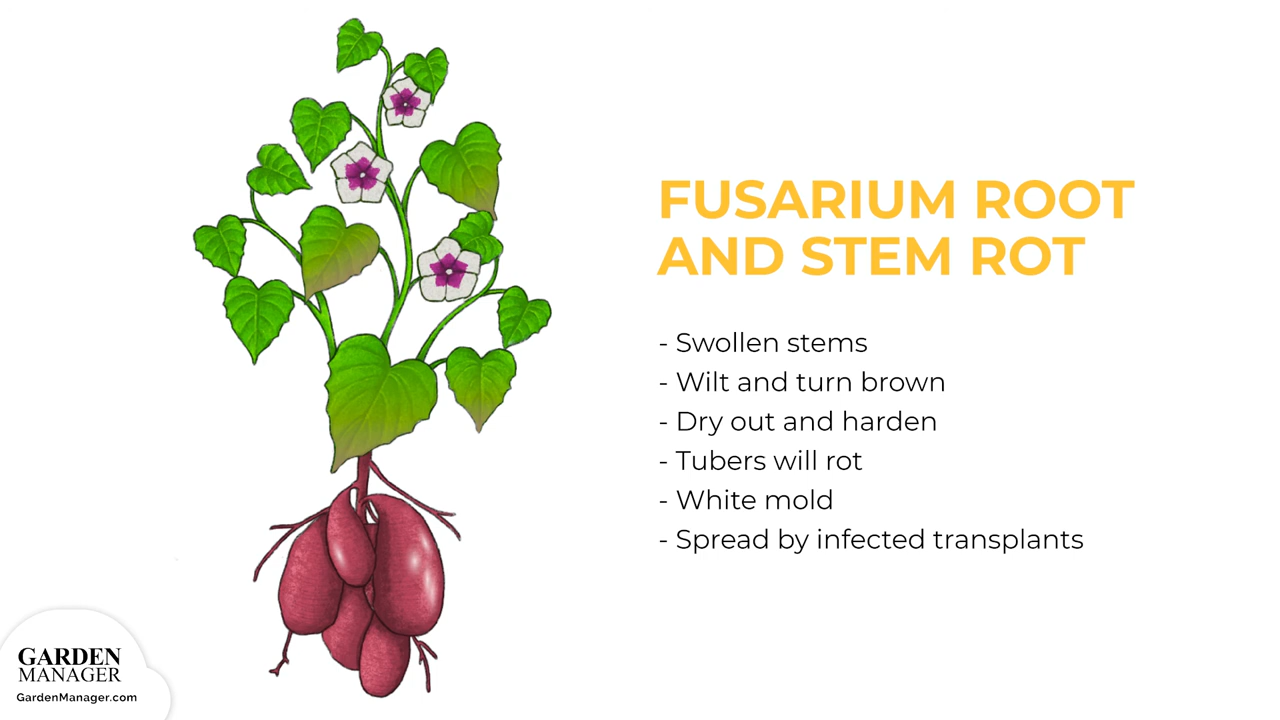 FUSARIUM ROOT
AND STEM ROT
- Swollen stems
- Wilt and turn brown
- Dry out and harden
- Tubers will rot
- White mold
- Spread by infected transplants
GARDEN
MANAGER
GardenManager.com